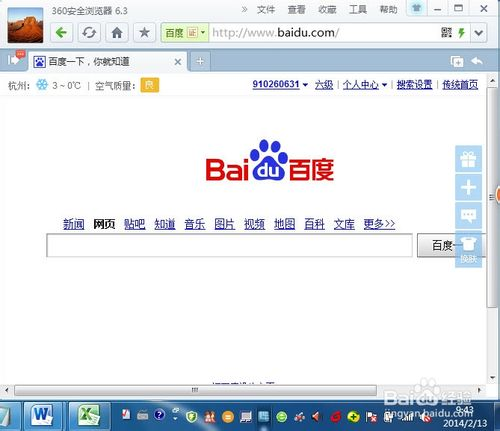 360安全浏览器 6.3
文件 查看 收藏 工具 帮助
百度 证 http://www.baidu.com/
百度一下，你就知道
杭州： 3 ~ 0℃ | 空气质量： 良 910260631 六级 | 个人中心 | 搜索设置 | 传统首页
Bai du 百度
新闻 网页 贴吧 知道 音乐 图片 视频 地图 百科 文库 更多>>
百度一
换肤
Baidu 经验
jingyan.baidu.com
9:43
2014/2/13